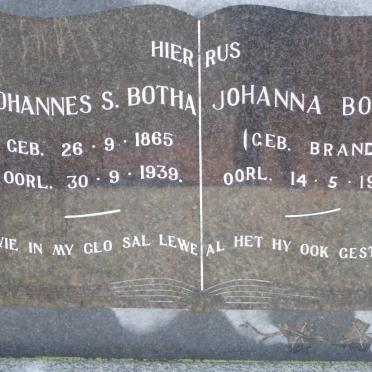 HIER RUS
OHANNES S. BOTHA
GEB. 26 · 9 · 1865
OORL. 30 · 9 · 1939.
JOHANNA BO
(GEB. BRAND
OORL. 14 · 5 · 19
WIE IN MY GLO SAL LEWE AL HET HY OOK GEST